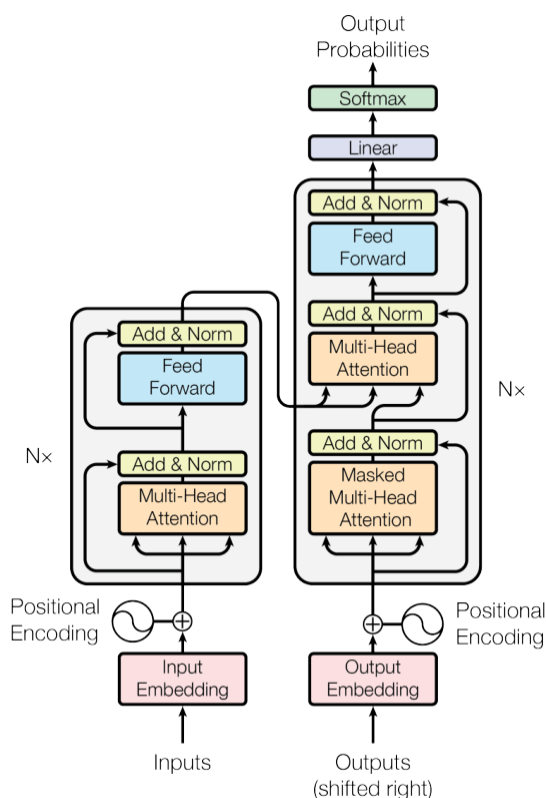 Output
Probabilities
Softmax
Linear
Add & Norm
Feed
Forward
Add & Norm
Multi-Head
Attention
Add & Norm
Masked
Multi-Head
Attention
N×
Add & Norm
Feed
Forward
Add & Norm
Multi-Head
Attention
N×
Positional
Encoding
Positional
Encoding
Input
Embedding
Output
Embedding
Inputs
Outputs
(shifted right)